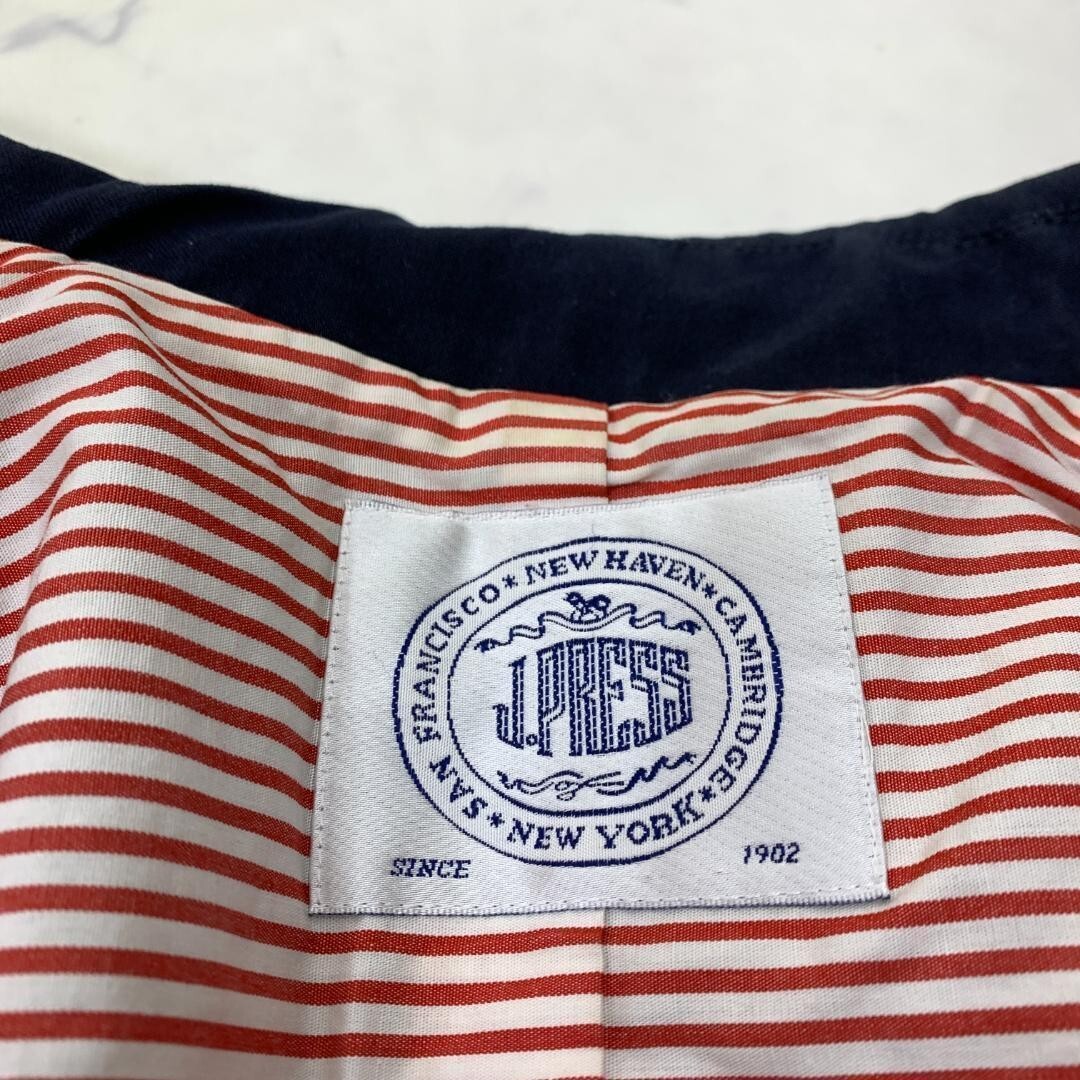 SAN FRANCISCO * NEW HAVEN * CAMBRIDGE * NEW YORK *
J.PRESS
SINCE 1902